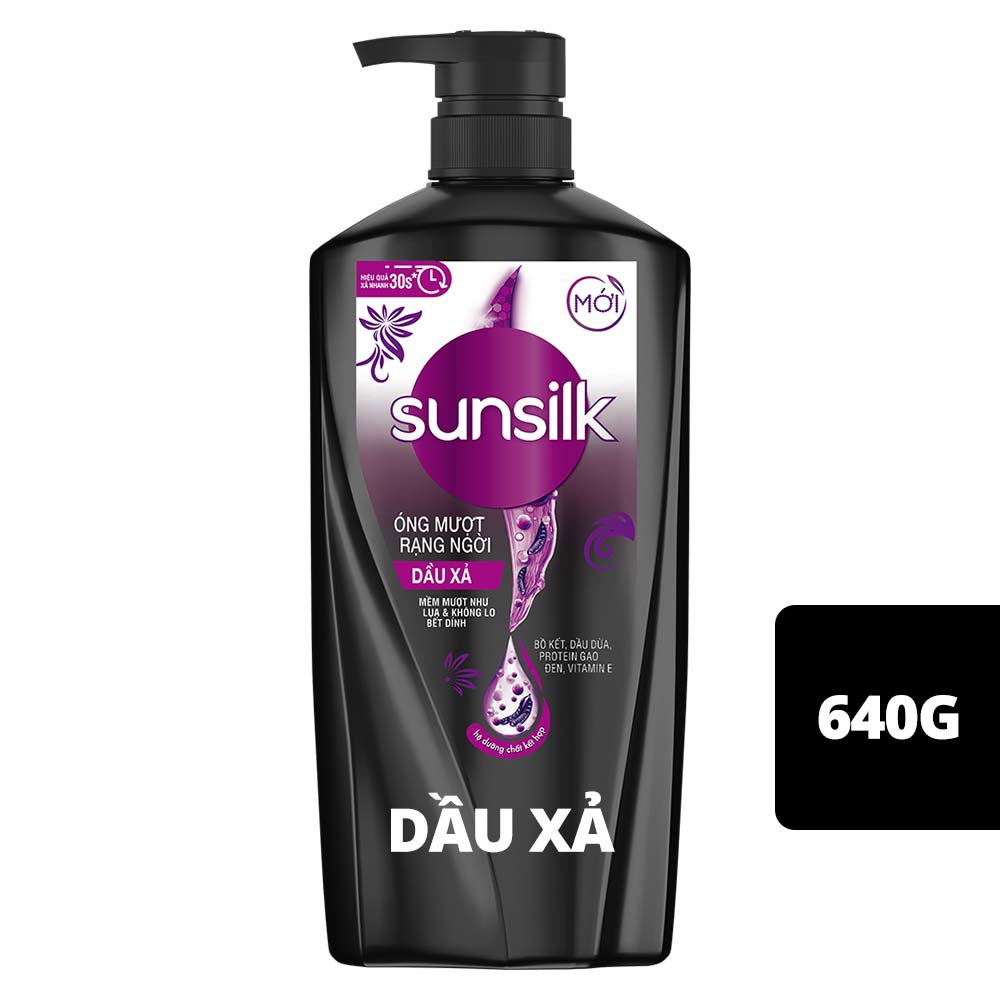 HIỆU QUẢ
XẢ NHANH 30s*
MỚI
sunsilk
ÓNG MƯỢT
RẠNG NGỜI
DẦU XẢ
MỀM MƯỢT NHƯ
LỤA & KHÔNG LO
BẾT DÍNH
BỒ KẾT, DẦU DỪA,
PROTEIN GẠO
ĐEN, VITAMIN E
hệ dưỡng chất kết hợp
DẦU XẢ
640G